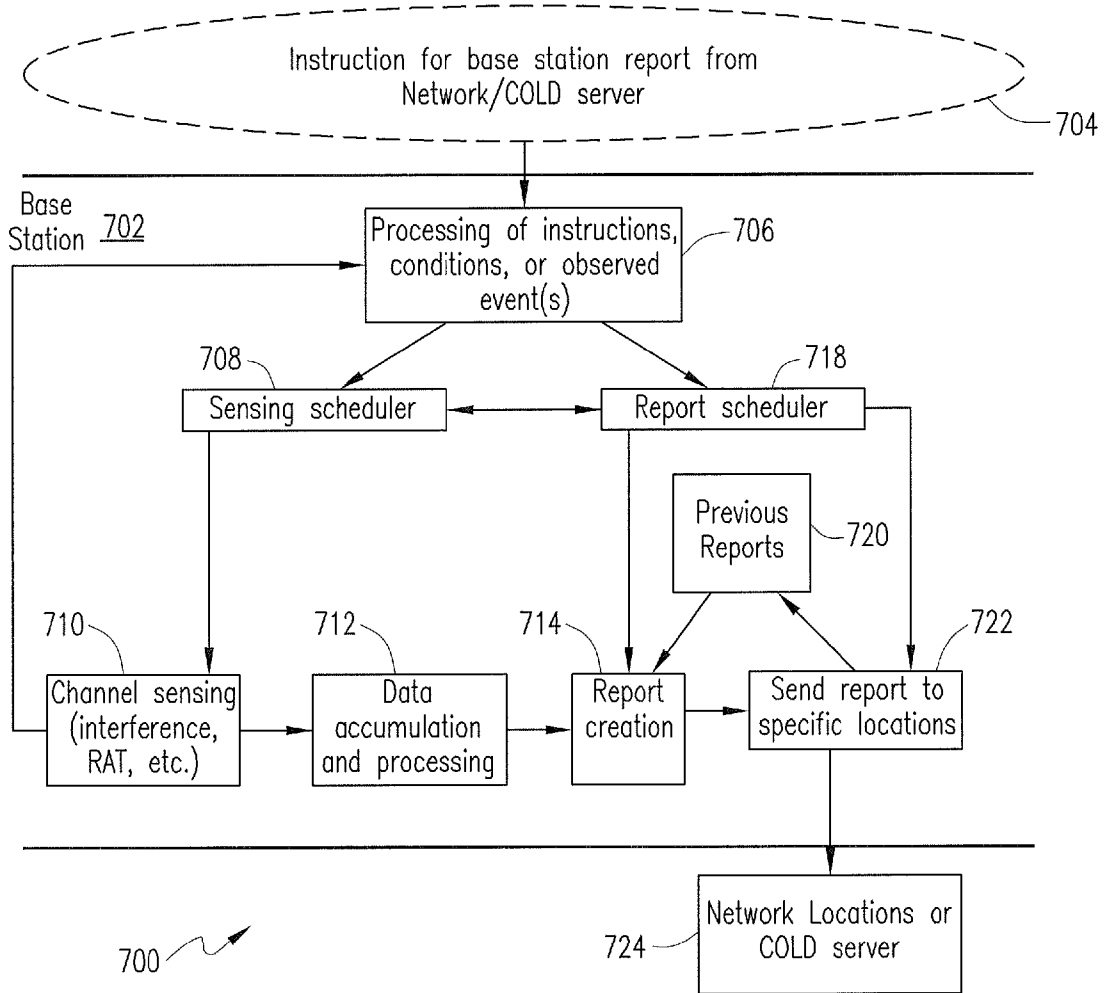 Instruction for base station report from
Network/COLD server
704
Base
Station 702
Processing of instructions,
conditions, or observed
event(s)
706
708
Sensing scheduler
718
Report scheduler
Previous
Reports
720
710
Channel sensing
(interference,
RAT, etc.)
712
Data
accumulation
and processing
714
Report
creation
722
Send report to
specific locations
700
724
Network Locations or
COLD server